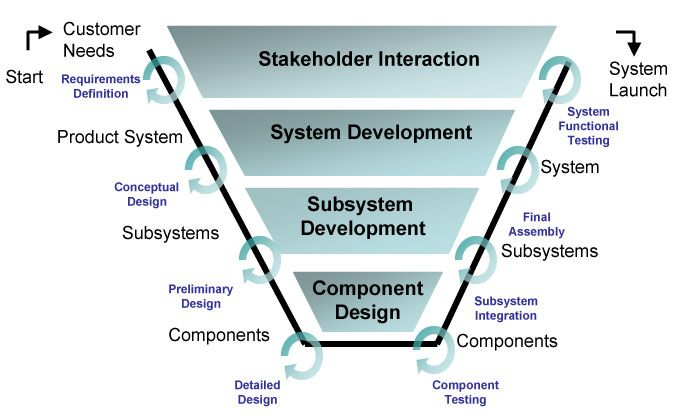 Start
Customer
Needs
Requirements
Definition
Product System
Conceptual
Design
Subsystems
Preliminary
Design
Components
Detailed
Design
Stakeholder Interaction
System Development
Subsystem
Development
Component
Design
Component
Testing
Components
Subsystem
Integration
Subsystems
Final
Assembly
System
System
Functional
Testing
System
Launch